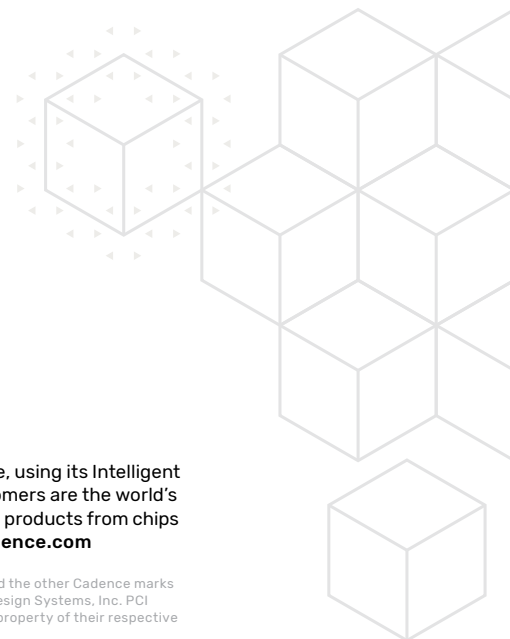 e, using its Intelligent
omers are the world's
products from chips
ence.com
d the other Cadence marks
esign Systems, Inc. PCI
property of their respective